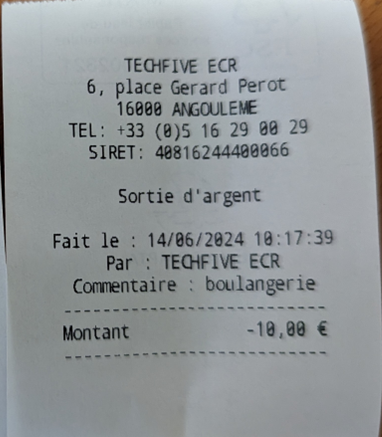 TECHFIVE ECR
6, place Gerard Perot
16000 ANGOULEME
TEL: +33 (0)5 16 29 00 29
SIRET: 40816244400066
Sortie d'argent
Fait le : 14/06/2024 10:17:39
Par : TECHFIVE ECR
Commentaire : boulangerie
----------------------------
Montant -10,00 €
----------------------------